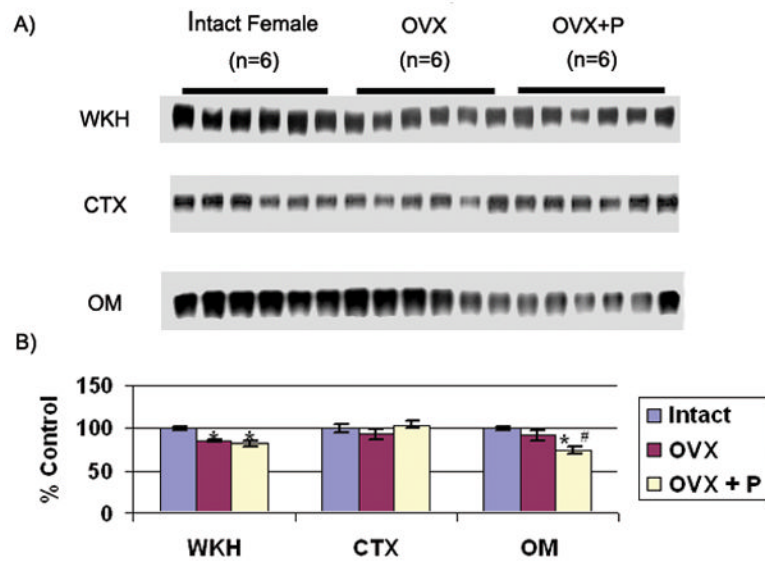 A)
Intact Female
OVX
OVX+P
(n=6)
(n=6)
(n=6)
WKH
CTX
OM
B)
% Control
150
100
50
0
* * * #
WKH
CTX
OM
Intact
OVX
OVX + P